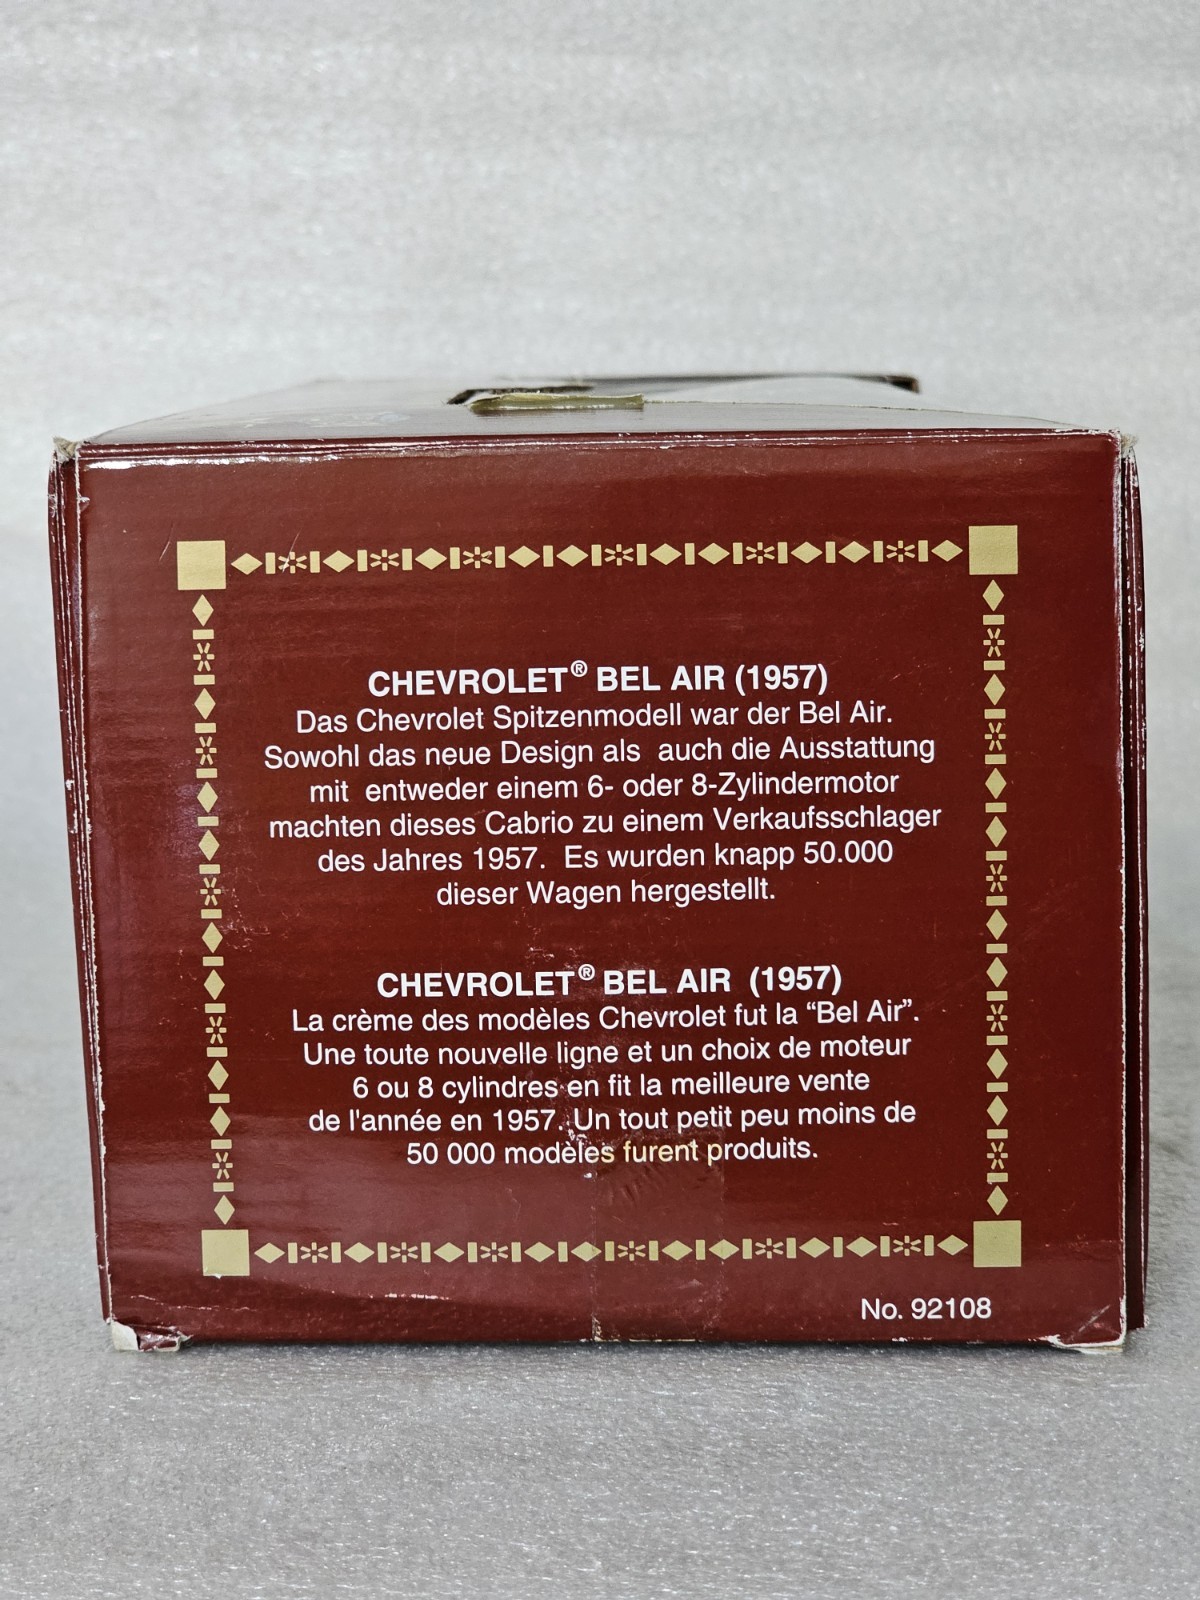 CHEVROLET® BEL AIR (1957)
Das Chevrolet Spitzenmodell war der Bel Air.
Sowohl das neue Design als auch die Ausstattung
mit entweder einem 6- oder 8-Zylindermotor
machten dieses Cabrio zu einem Verkaufsschlager
des Jahres 1957. Es wurden knapp 50.000
dieser Wagen hergestellt.
CHEVROLET® BEL AIR (1957)
La crème des modèles Chevrolet fut la “Bel Air”.
Une toute nouvelle ligne et un choix de moteur
6 ou 8 cylindres en fit la meilleure vente
de l'année en 1957. Un tout petit peu moins de
50 000 modèles furent produits.
No. 92108